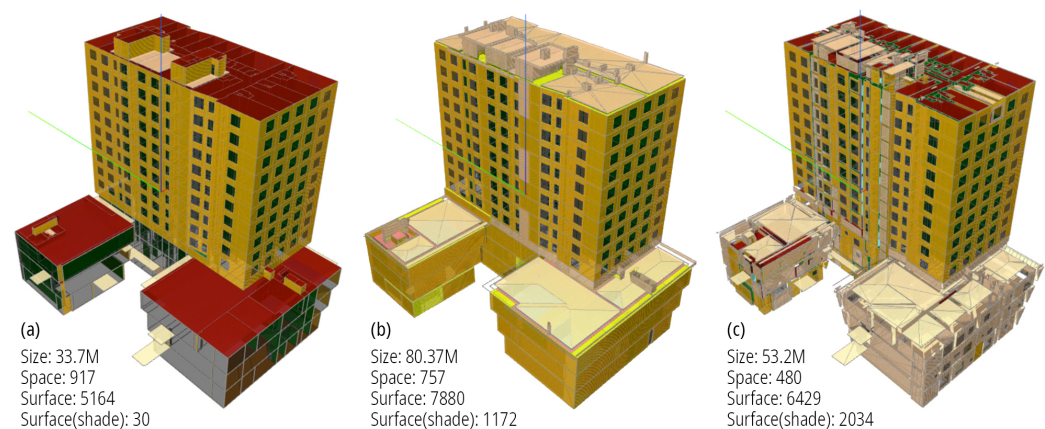 (a)
Size: 33.7M
Space: 917
Surface: 5164
Surface(shade): 30
(b)
Size: 80.37M
Space: 757
Surface: 7880
Surface(shade): 1172
(c)
Size: 53.2M
Space: 480
Surface: 6429
Surface(shade): 2034